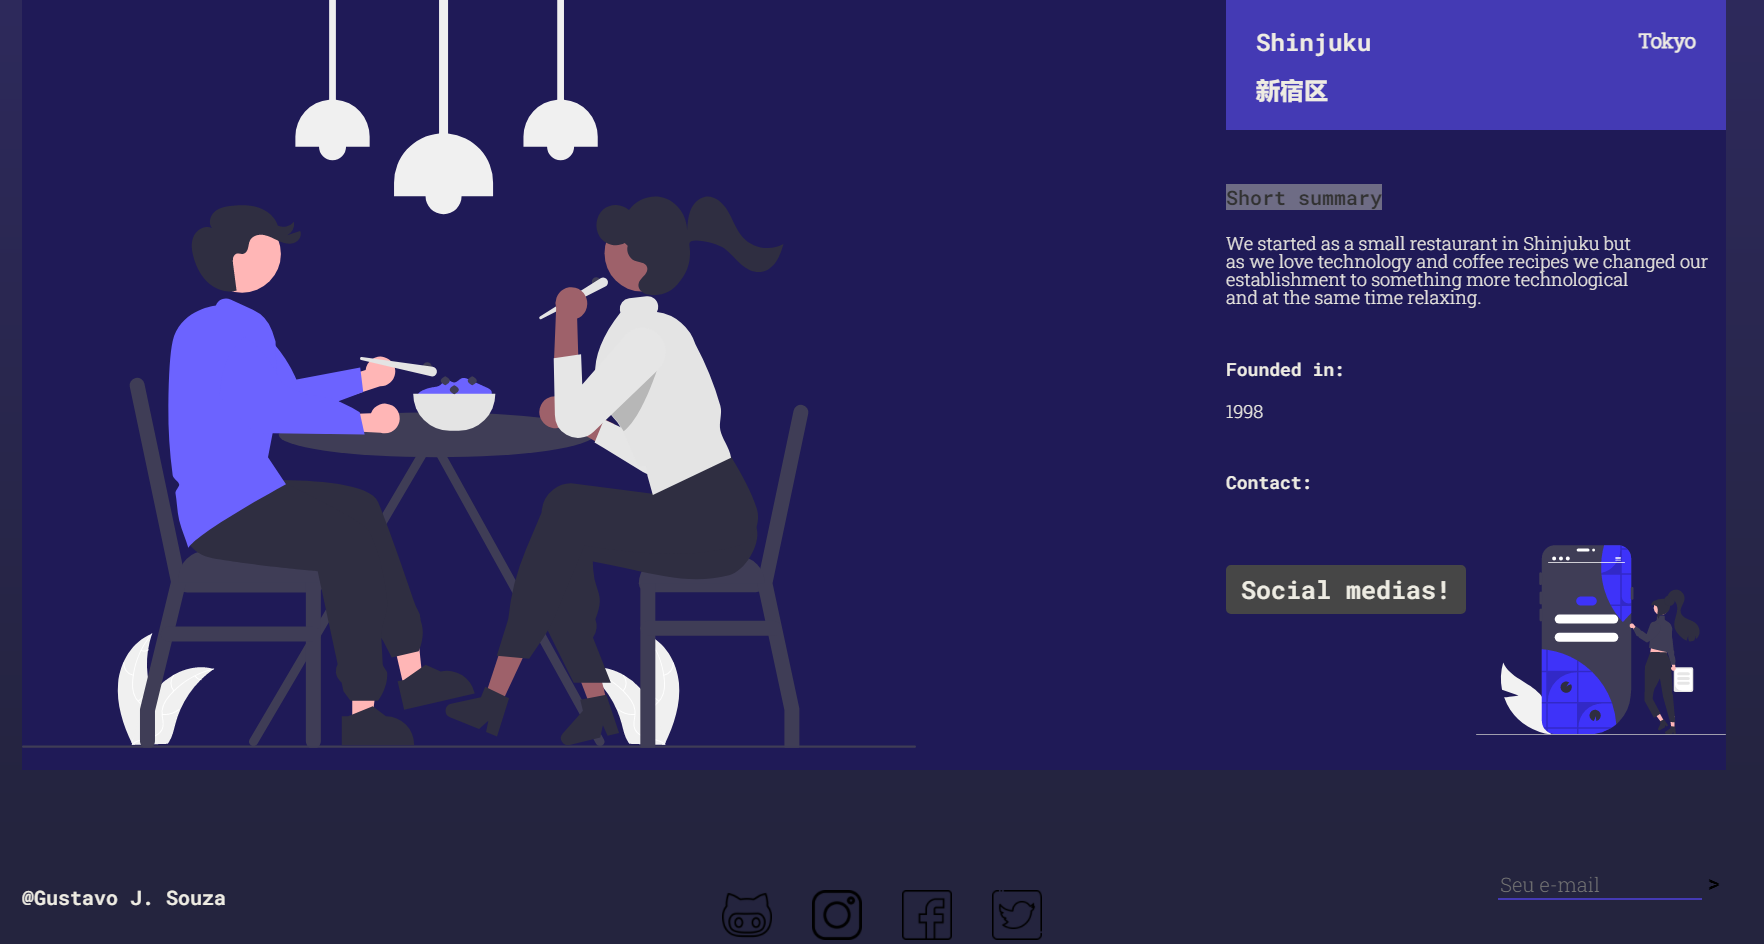 Shinjuku
Tokyo
新宿区
Short summary
We started as a small restaurant in Shinjuku but
as we love technology and coffee recipes we changed our
establishment to something more technological
and at the same time relaxing.
Founded in:
1998
Contact:
Social medias!
@Gustavo J. Souza
Seu e-mail
>